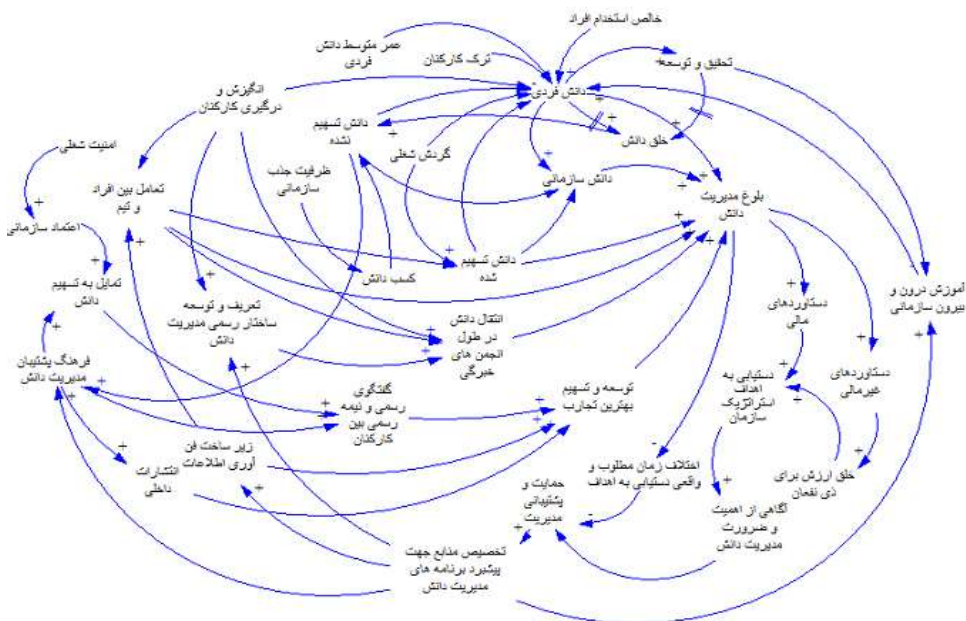 خالص استخدام افراد
عمر متوسط دانش
فردی
ترک کارکنان
تحقیق و توسعه
دانش فردی
انگیزش و
درگیری کارکنان
دانش تسهیم
نشده
گردش شغلی
خلق دانش
امنیت شغلی
ظرفیت جذب
سازمانی
دانش سازمانی
بلوغ مدیریت
دانش
تعامل بین افراد
و تیم
اعتماد سازمانی
دانش تسهیم
شده
کسب دانش
تمایل به تسهیم
دانش
تعریف و توسعه
ساختار رسمی مدیریت
دانش
انتقال دانش
در طول
انجمن های
خبرگی
دستاوردهای
مالی
آموزش درون و
بیرون سازمانی
فرهنگ پشتیبان
مدیریت دانش
گفتگوی
رسمی و نیمه
رسمی بین
کارکنان
توسعه و تسهیم
بهترین تجارب
دستیابی به
اهداف
استراتژیک
سازمان
دستاوردهای
غیرمالی
زیر ساخت فن
آوری اطلاعات
انتشارات
داخلی
اختلاف زمان مطلوب و
واقعی دستیابی به اهداف
خلق ارزش برای
ذی نفعان
حمایت و
پشتیبانی
مدیریت
آگاهی از اهمیت
و ضرورت
مدیریت دانش
تخصیص منابع جهت
پیشبرد برنامه های
مدیریت دانش